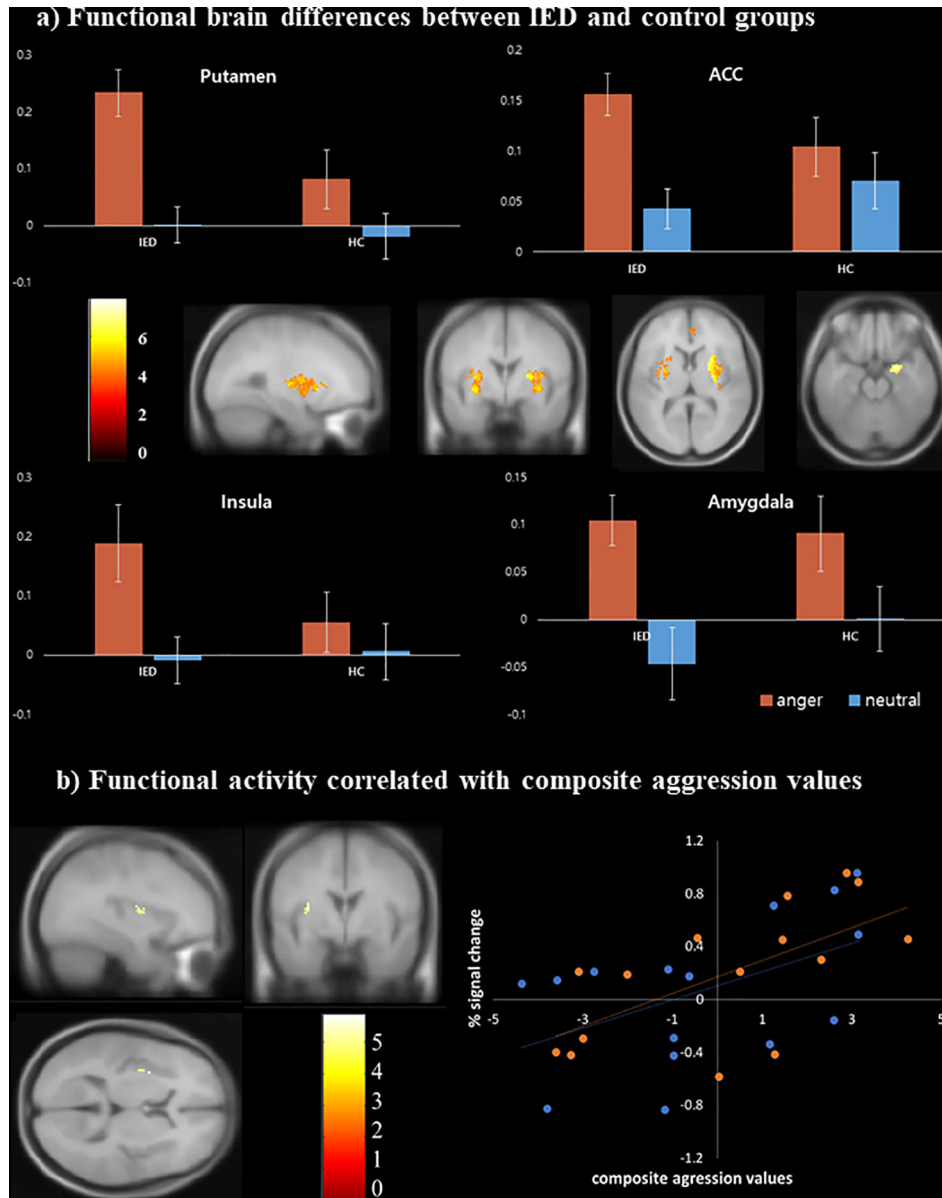 a) Functional brain differences between IED and control groups
0.3
0.2
0.1
0
-0.1
Putamen
IED
HC
0.2
0.15
0.1
0.05
0
ACC
IED
HC
6
4
2
0
0.3
0.2
0.1
0
-0.1
Insula
IED
HC
0.15
0.1
0.05
0
-0.05
-0.1
Amygdala
IED
HC
anger
neutral
b) Functional activity correlated with composite aggression values
5
4
3
2
1
0
% signal change
1.2
0.8
0.4
0
-0.4
-0.8
-1.2
-5
-3
-1
1
3
5
composite agression values